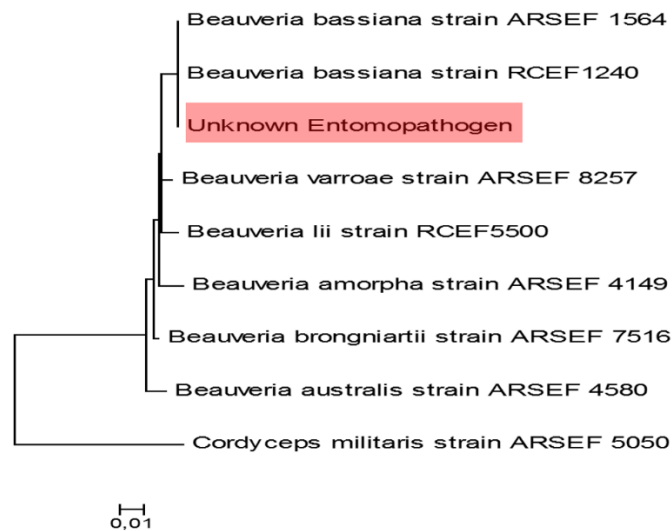 Beauveria bassiana strain ARSEF 1564
Beauveria bassiana strain RCEF1240
Unknown Entomopathogen
Beauveria varroae strain ARSEF 8257
Beauveria lii strain RCEF5500
Beauveria amorpha strain ARSEF 4149
Beauveria brongniartii strain ARSEF 7516
Beauveria australis strain ARSEF 4580
Cordyceps militaris strain ARSEF 5050
0,01